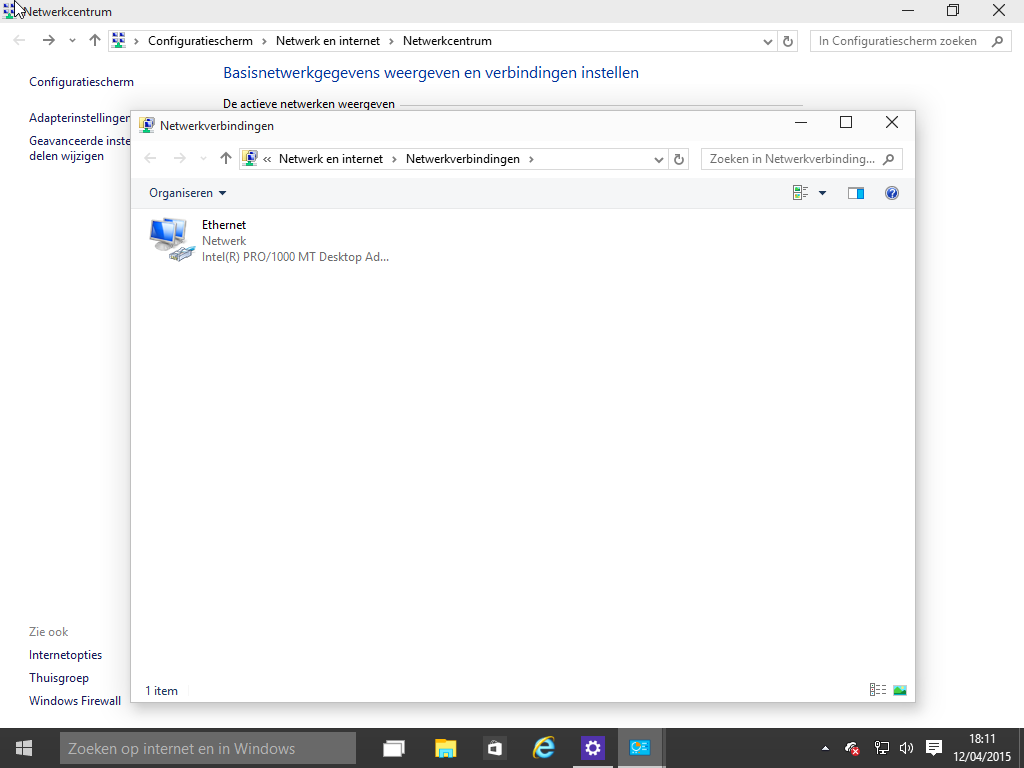 Netwerkcentrum
Configuratiescherm Netwerk en internet Netwerkcentrum
In Configuratiescherm zoeken
Configuratiescherm
Basisnetwerkgegevens weergeven en verbindingen instellen
De actieve netwerken weergeven
Adapterinstellingen
Geavanceerde inste
delen wijzigen
Netwerkverbindingen
« Netwerk en internet Netwerkverbindingen
Zoeken in Netwerkverbinding...
Organiseren
Ethernet
Netwerk
Intel(R) PRO/1000 MT Desktop Ad...
Zie ook
Internetopties
Thuisgroep
Windows Firewall
1 item
Zoeken op internet en in Windows
18:11
12/04/2015